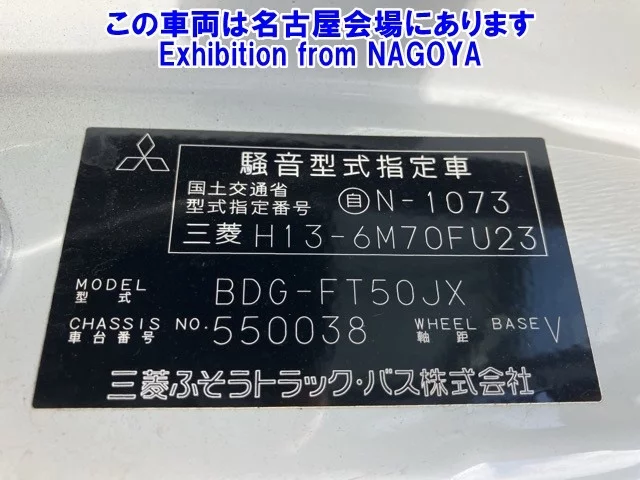 この車両は名古屋会場にあります
Exhibition from NAGOYA
騒音型式指定車
国土交通省
型式指定番号 自 N-1073
三菱 H13-6M70FU23
MODEL
型式 BDG-FT50JX
CHASSIS NO. 550038 WHEEL BASE V
車台番号 軸距
三菱ふそうトラック・バス株式会社